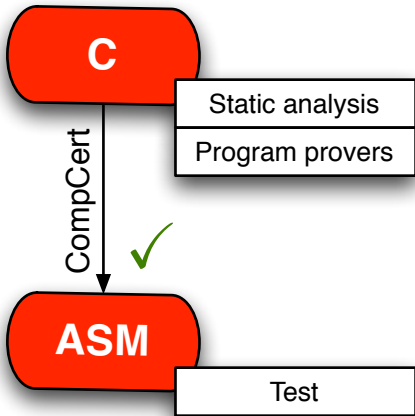 C
Static analysis
Program provers
CompCert
ASM
Test